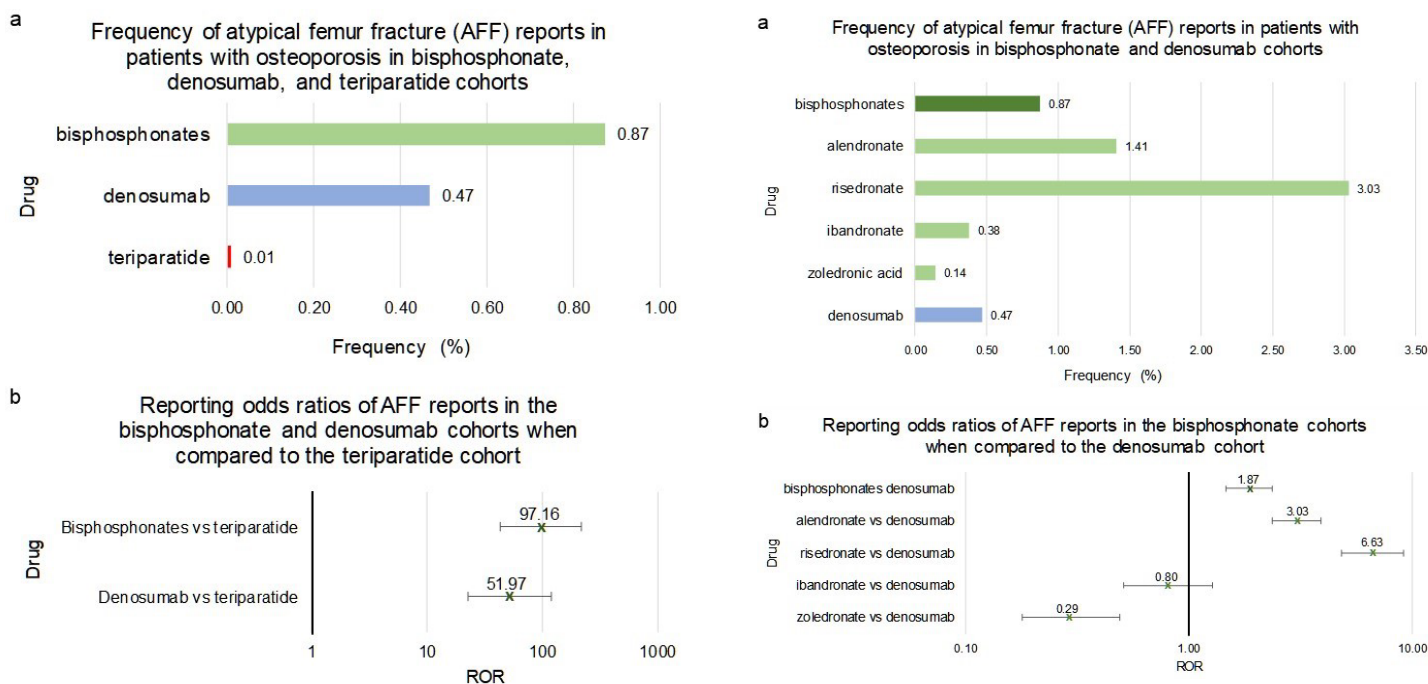 a
Frequency of atypical femur fracture (AFF) reports in
patients with osteoporosis in bisphosphonate,
denosumab, and teriparatide cohorts
Drug
bisphosphonates
0.87
denosumab
0.47
teriparatide
0.01
0.00 0.20 0.40 0.60 0.80 1.00
Frequency (%)
b
Reporting odds ratios of AFF reports in the
bisphosphonate and denosumab cohorts when
compared to the teriparatide cohort
Drug
Bisphosphonates vs teriparatide
97.16
Denosumab vs teriparatide
51.97
1 10 100 1000
ROR
a
Frequency of atypical femur fracture (AFF) reports in patients with
osteoporosis in bisphosphonate and denosumab cohorts
Drug
bisphosphonates
0.87
alendronate
1.41
risedronate
3.03
ibandronate
0.38
zoledronic acid
0.14
denosumab
0.47
0.00 0.50 1.00 1.50 2.00 2.50 3.00 3.50
Frequency (%)
b
Reporting odds ratios of AFF reports in the bisphosphonate cohorts
when compared to the denosumab cohort
Drug
bisphosphonates denosumab
1.87
alendronate vs denosumab
3.03
risedronate vs denosumab
6.63
ibandronate vs denosumab
0.80
zoledronate vs denosumab
0.29
0.10 1.00 10.00
ROR